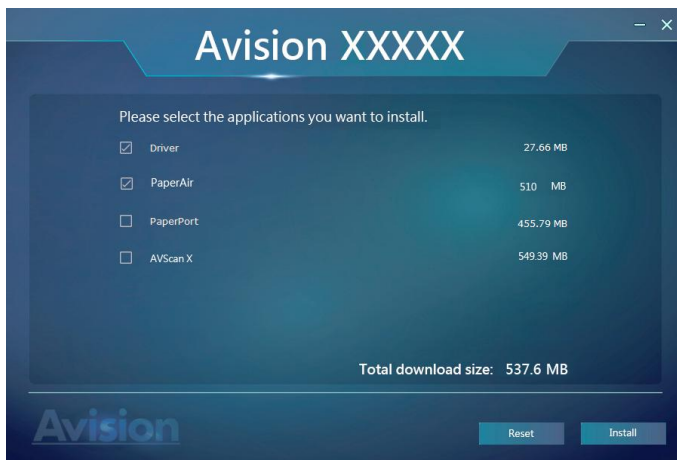 Avision XXXXX
Please select the applications you want to install.
Driver 27.66 MB
PaperAir 510 MB
PaperPort 455.79 MB
AVScan X 549.39 MB
Total download size: 537.6 MB
Avision
Reset Install